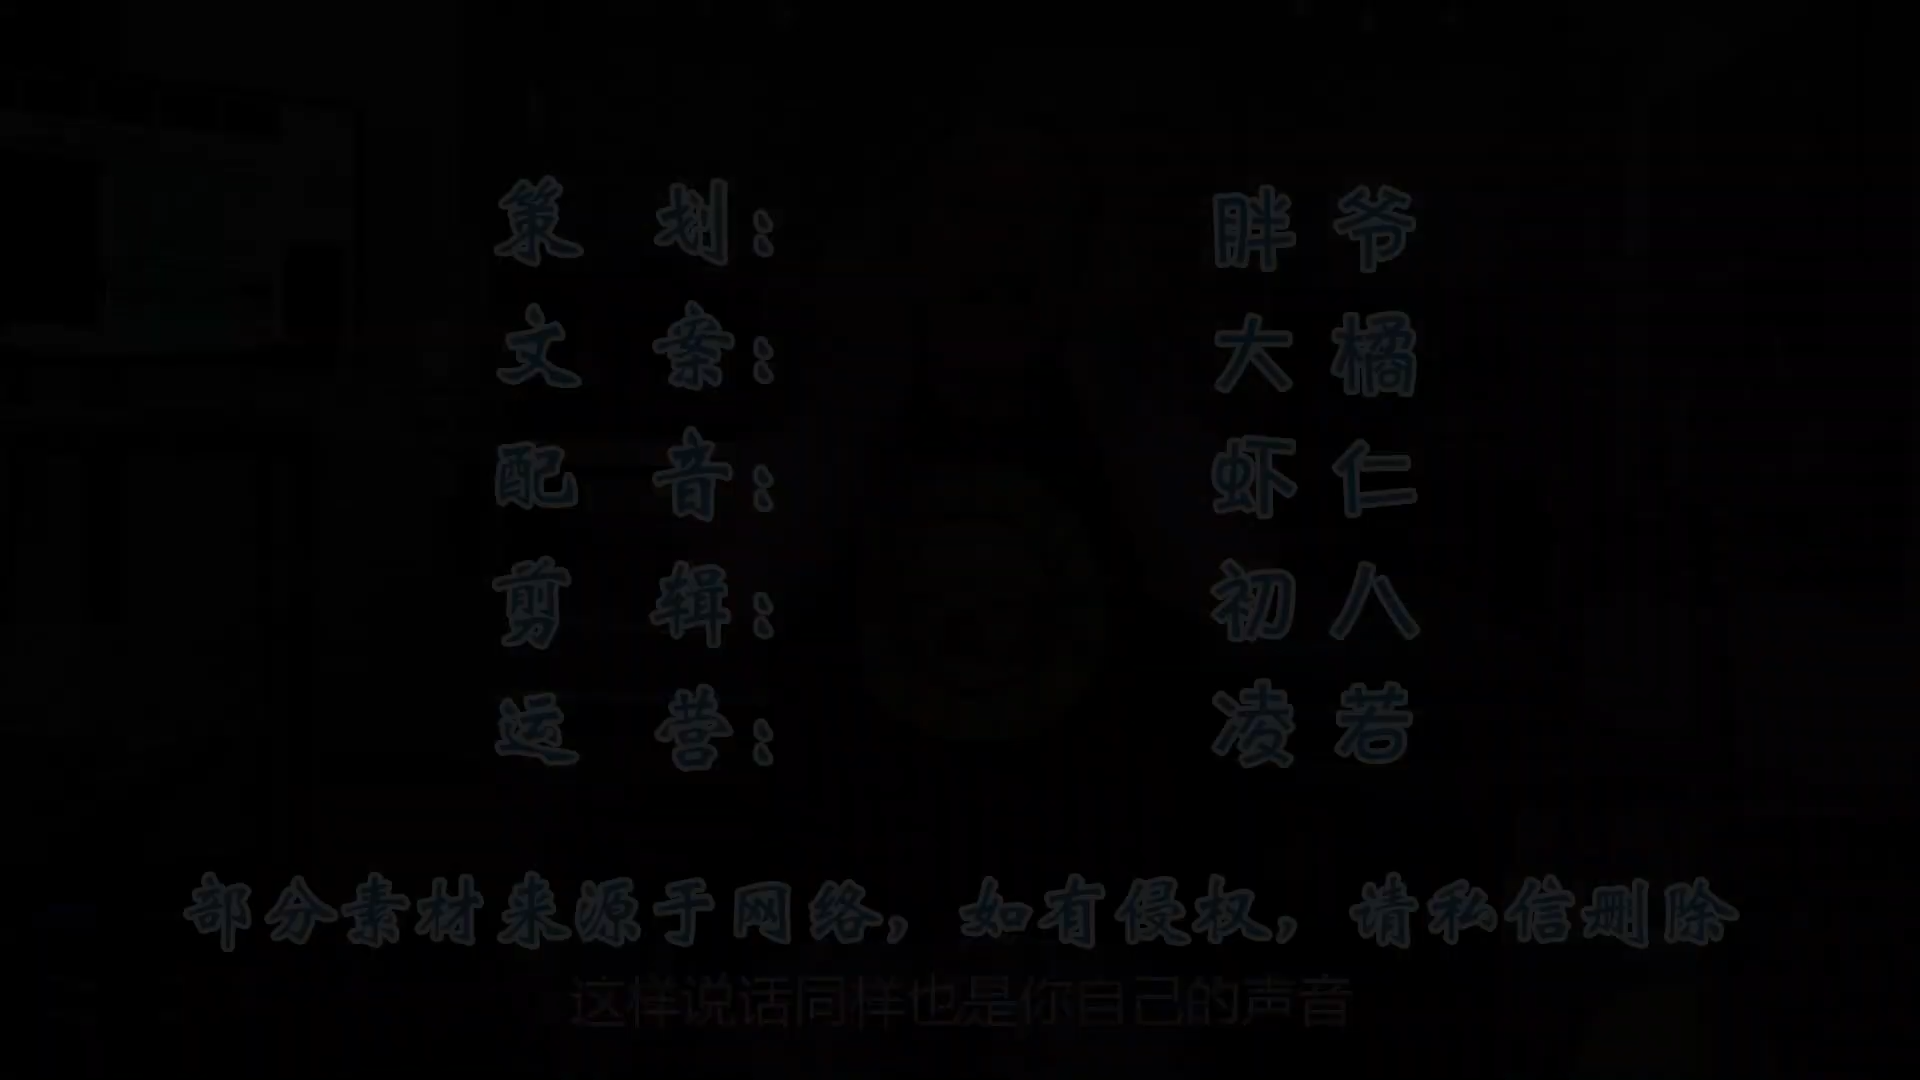 策 划： 胖 爷
文 案： 大 橘
配 音： 虾 仁
剪 辑： 初 八
运 营： 凌 若
部分素材来源于网络，如有侵权，请私信删除
这样说话同样也是你自己的声音